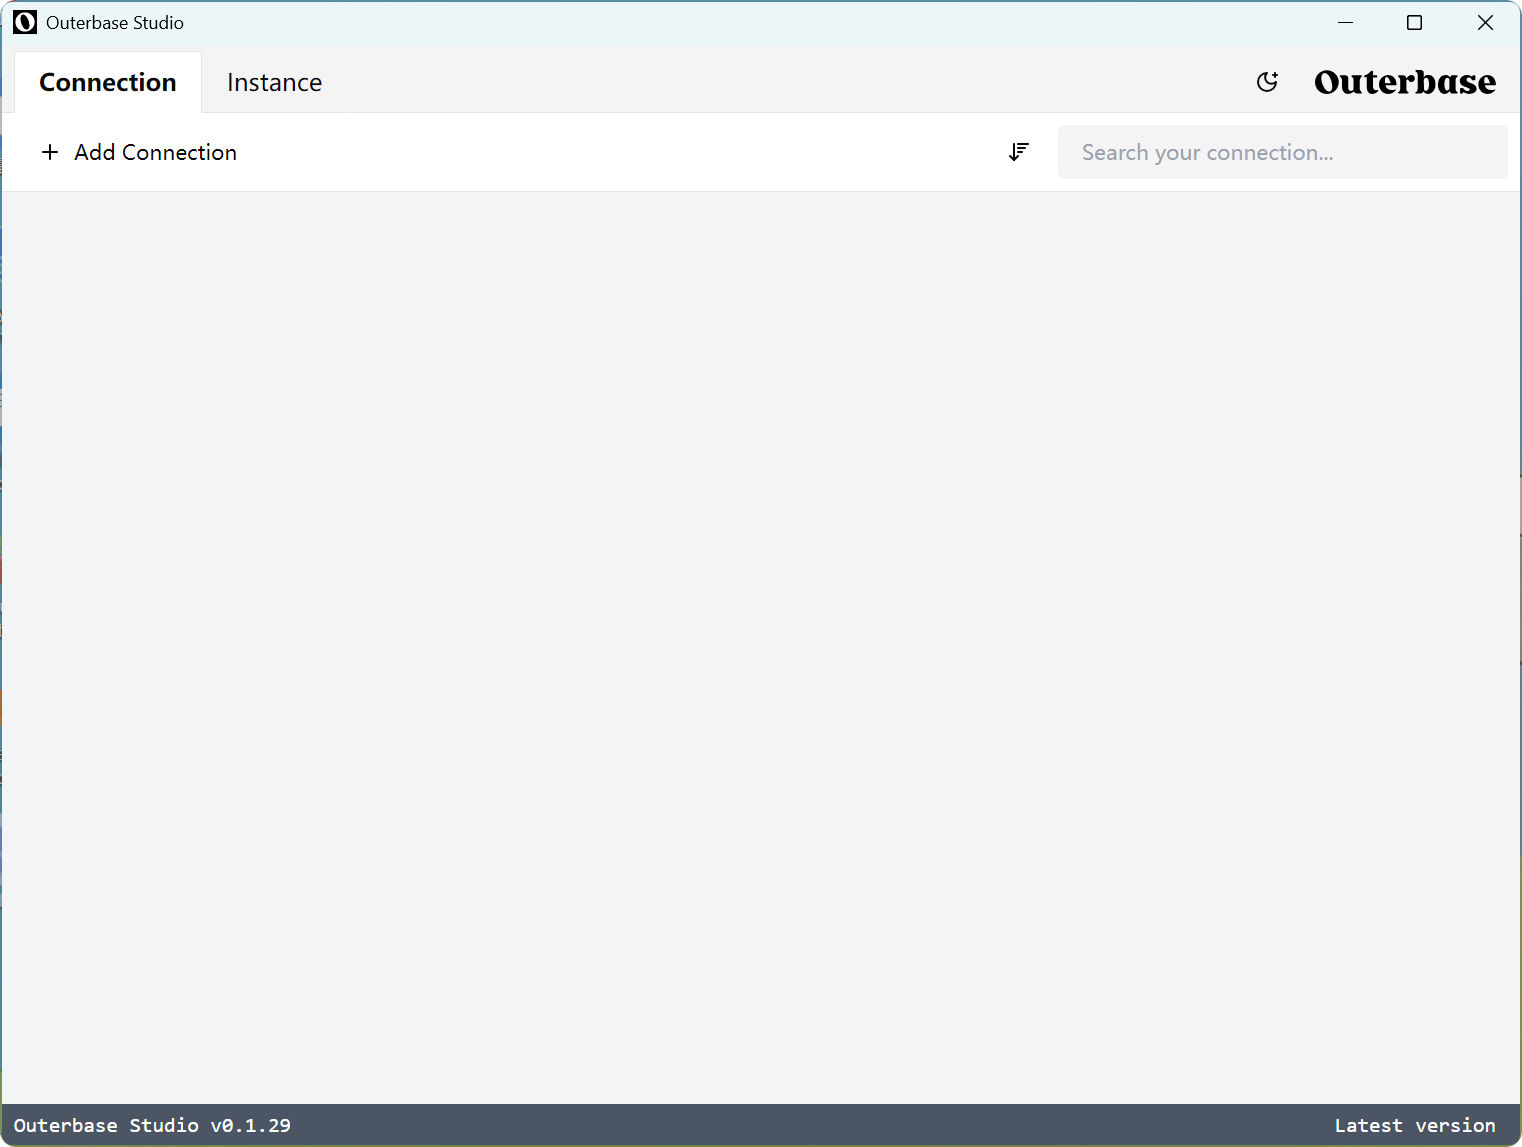 Outerbase Studio
Connection Instance Outerbase
Add Connection Search your connection...
Outerbase Studio v0.1.29 Latest version